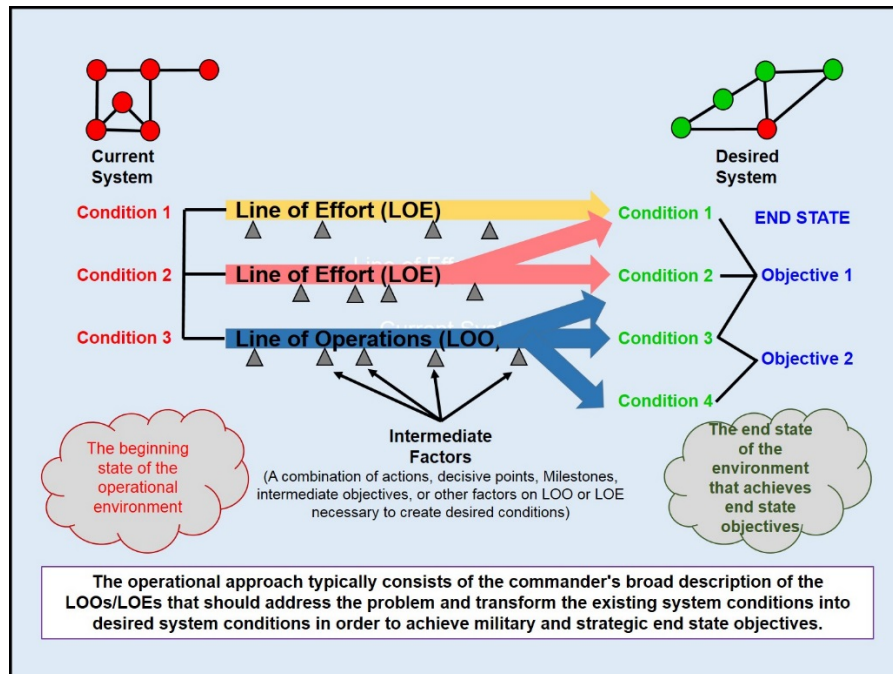 Current
System
Desired
System
Condition 1
Line of Effort (LOE)
Condition 1
END STATE
Line of Effort
Condition 2
Line of Effort (LOE)
Condition 2
Objective 1
Current System
Condition 3
Line of Operations (LOO)
Condition 3
Objective 2
Condition 4
The beginning
state of the
operational
environment
Intermediate
Factors
(A combination of actions, decisive points, Milestones,
intermediate objectives, or other factors on LOO or LOE
necessary to create desired conditions)
The end state
of the
environment
that achieves
end state
objectives
The operational approach typically consists of the commander's broad description of the
LOOs/LOEs that should address the problem and transform the existing system conditions into
desired system conditions in order to achieve military and strategic end state objectives.